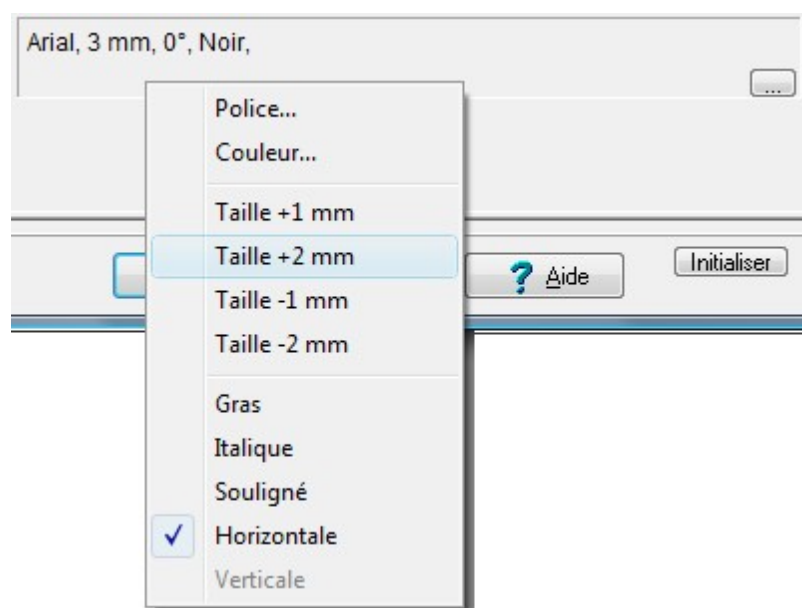 Arial, 3 mm, 0°, Noir,
...
Police...
Couleur...
Taille +1 mm
Taille +2 mm
Taille -1 mm
Taille -2 mm
Gras
Italique
Souligné
Horizontale
Verticale
? Aide
Initialiser